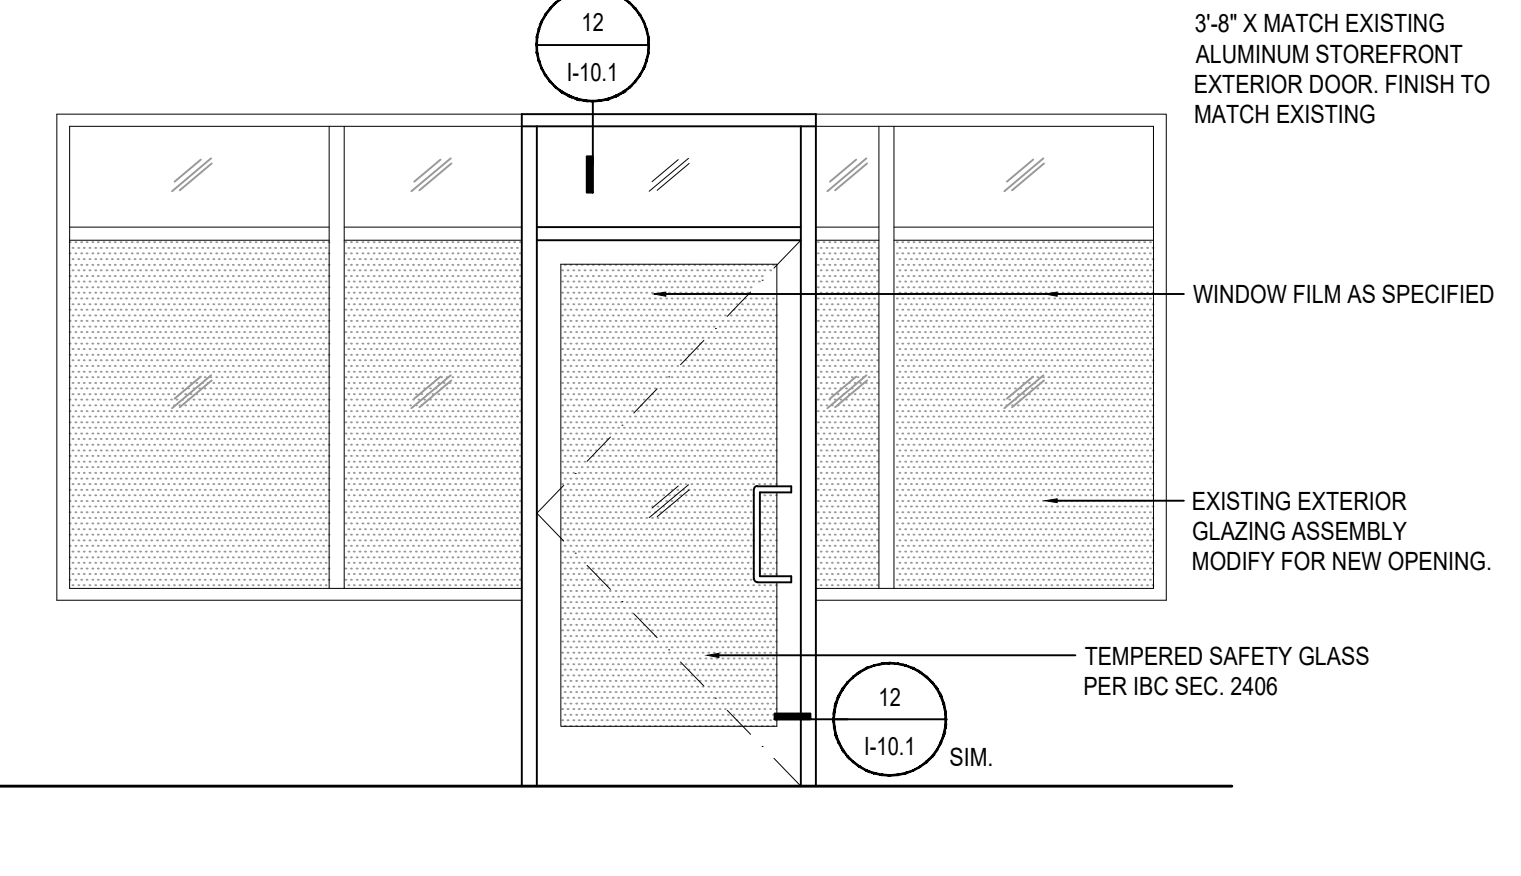 12
I-10.1
3'-8" X MATCH EXISTING
ALUMINUM STOREFRONT
EXTERIOR DOOR. FINISH TO
MATCH EXISTING
WINDOW FILM AS SPECIFIED
EXISTING EXTERIOR
GLAZING ASSEMBLY
MODIFY FOR NEW OPENING.
TEMPERED SAFETY GLASS
PER IBC SEC. 2406
12
I-10.1
SIM.